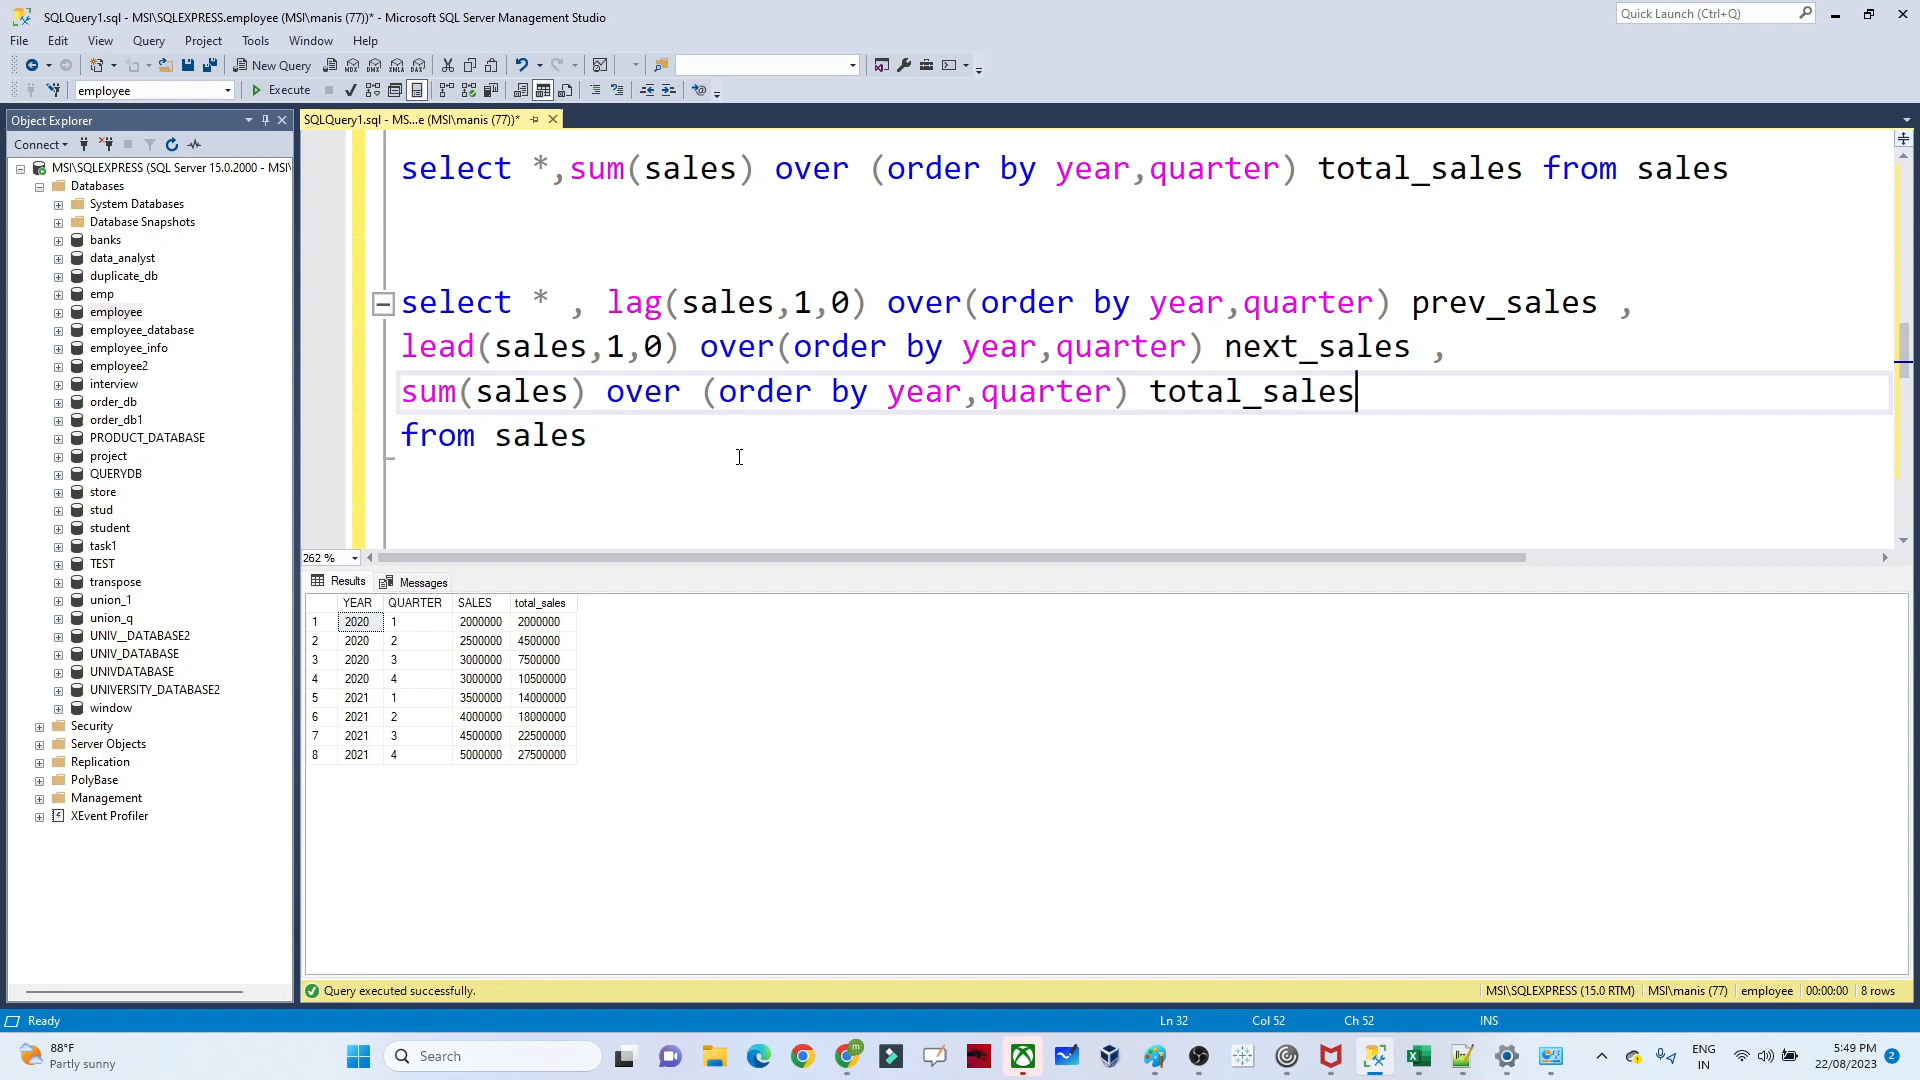 SQLQuery1.sql - MSI\SQLEXPRESS.employee (MSI\manis (77))* - Microsoft SQL Server Management Studio
Quick Launch (Ctrl+Q)
File Edit View Query Project Tools Window Help
New Query
employee
Execute
Object Explorer
SQLQuery1.sql - MS...e (MSI\manis (77))*
Connect
MSI\SQLEXPRESS (SQL Server 15.0.2000 - MSI\
Databases
System Databases
Database Snapshots
banks
data_analyst
duplicate_db
emp
employee
employee_database
employee_info
employee2
interview
order_db
order_db1
PRODUCT_DATABASE
project
QUERYDB
store
stud
student
task1
TEST
transpose
union_1
union_q
UNIV__DATABASE2
UNIV_DATABASE
UNIVDATABASE
UNIVERSITY_DATABASE2
window
Security
Server Objects
Replication
PolyBase
Management
XEvent Profiler
select *,sum(sales) over (order by year,quarter) total_sales from sales
select * , lag(sales,1,0) over(order by year,quarter) prev_sales ,
lead(sales,1,0) over(order by year,quarter) next_sales ,
sum(sales) over (order by year,quarter) total_sales
from sales
262 %
Results Messages
YEAR QUARTER SALES total_sales
1 2020 1 2000000 2000000
2 2020 2 2500000 4500000
3 2020 3 3000000 7500000
4 2020 4 3000000 10500000
5 2021 1 3500000 14000000
6 2021 2 4000000 18000000
7 2021 3 4500000 22500000
8 2021 4 5000000 27500000
Query executed successfully.
MSI\SQLEXPRESS (15.0 RTM) MSI\manis (77) employee 00:00:00 8 rows
Ready
Ln 32 Col 52 Ch 52 INS
88°F
Partly sunny
Search
ENG
IN
5:49 PM
22/08/2023
2